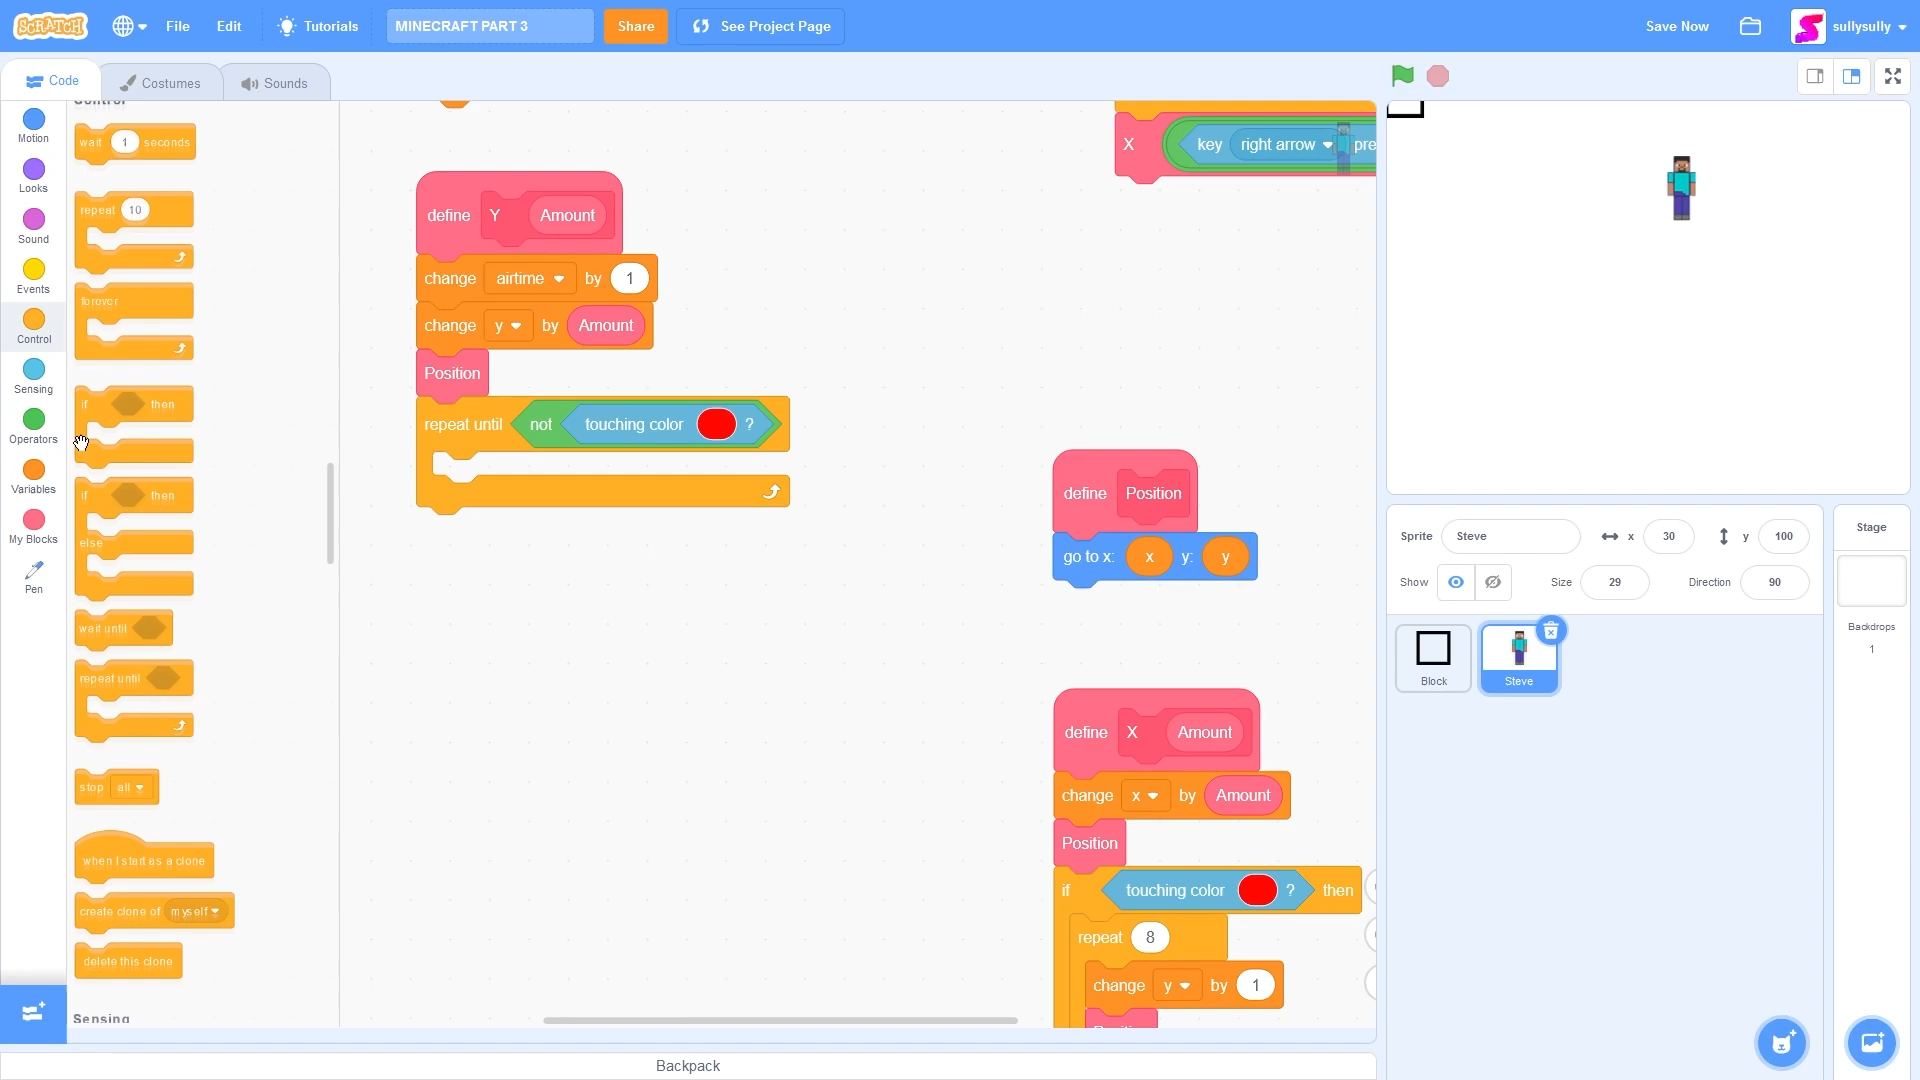 SCRATCH
File
Edit
Tutorials
MINECRAFT PART 3
Share
See Project Page
Save Now
sullysully
Code
Costumes
Sounds
Motion
Looks
Sound
Events
Control
Sensing
Operators
Variables
My Blocks
Pen
Control
wait 1 seconds
repeat 10
forever
if then
if then
else
wait until
repeat until
stop all
when I start as a clone
create clone of myself
delete this clone
Sensing
define Y Amount
change airtime by 1
change y by Amount
Position
repeat until not touching color ?
X key right arrow pre
define Position
go to x: x y: y
define X Amount
change x by Amount
Position
if touching color ? then
repeat 8
change y by 1
Position
Backpack
Sprite Steve x 30 y 100
Show Size 29 Direction 90
Block
Steve
Stage
Backdrops
1